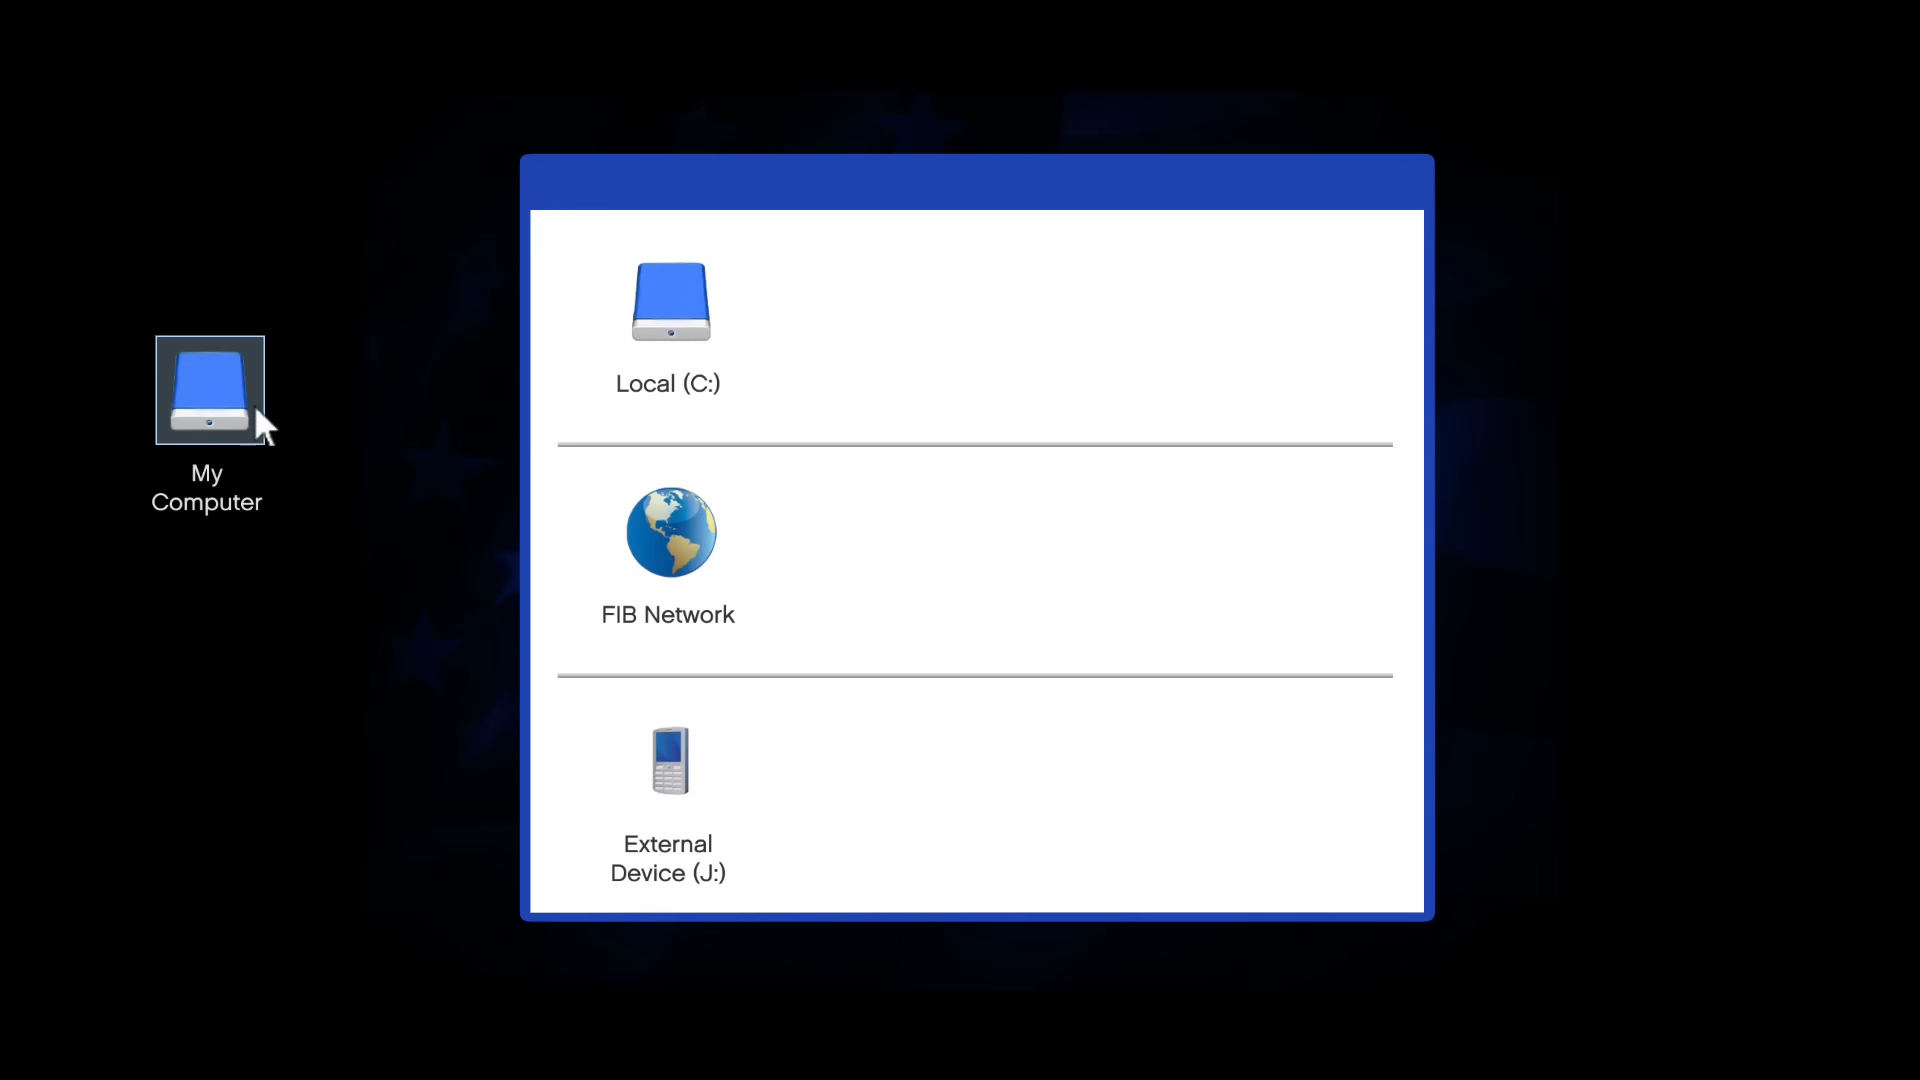 My
Computer
Local (C:)
FIB Network
External
Device (J:)